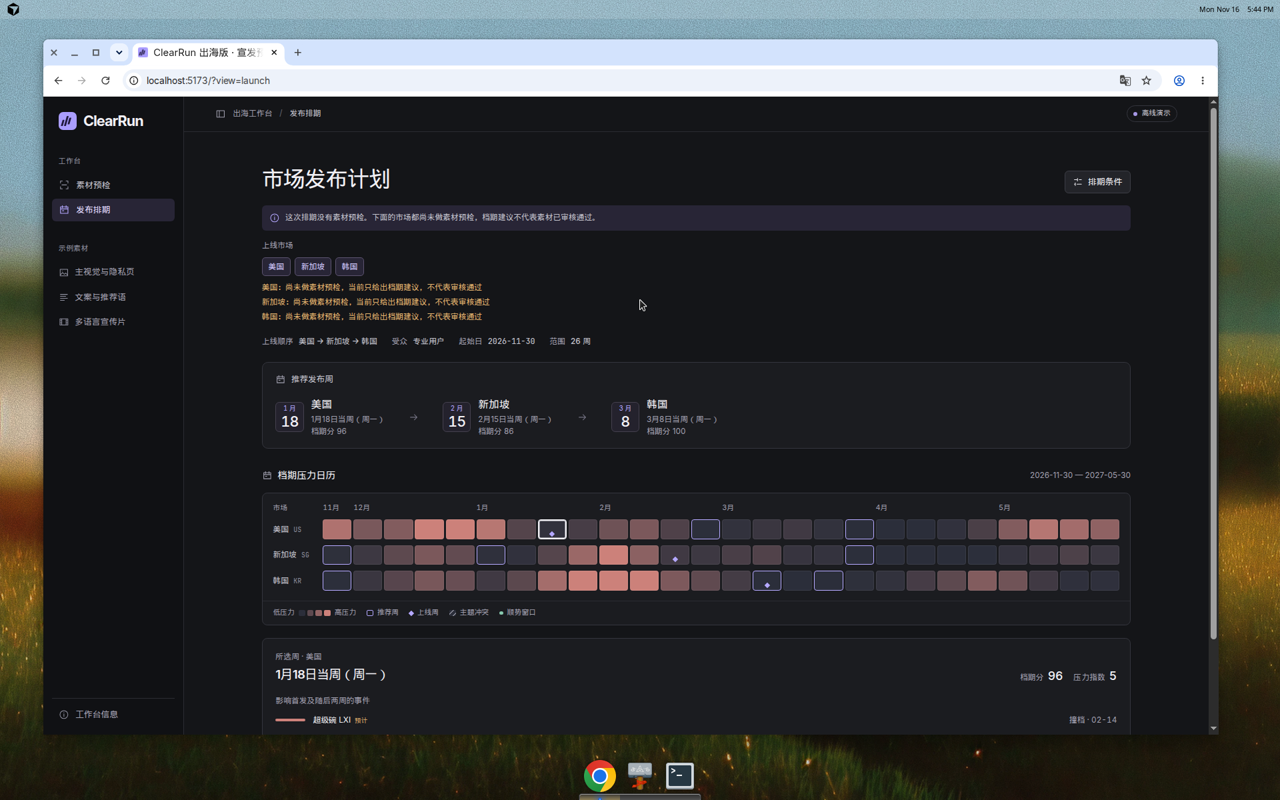 Mon Nov 16 5:44 PM
ClearRun 出海版 · 宣发
localhost:5173/?view=launch
ClearRun
出海工作台 / 发布排期
离线演示
工作台
素材预检
发布排期
示例素材
主视觉与隐私页
文案与推荐语
多语言宣传片
工作台信息
市场发布计划
排期条件
这次排期没有素材预检。下面的市场都尚未做素材预检，档期建议不代表素材已审核通过。
上线市场
美国 新加坡 韩国
美国：尚未做素材预检，当前只给出档期建议，不代表审核通过
新加坡：尚未做素材预检，当前只给出档期建议，不代表审核通过
韩国：尚未做素材预检，当前只给出档期建议，不代表审核通过
上线顺序 美国 → 新加坡 → 韩国 受众 专业用户 起始日 2026-11-30 范围 26 周
推荐发布周
1月 18 美国 1月18日当周（周一） 档期分 96
2月 15 新加坡 2月15日当周（周一） 档期分 86
3月 8 韩国 3月8日当周（周一） 档期分 100
档期压力日历 2026-11-30 — 2027-05-30
市场 11月 12月 1月 2月 3月 4月 5月
美国 US
新加坡 SG
韩国 KR
低压力 高压力 推荐周 上线周 主题冲突 顺势窗口
所选周 · 美国
1月18日当周（周一）
档期分 96 压力指数 5
影响首发及随后两周的事件
超级碗 LXI 预计 撞档 · 02-14